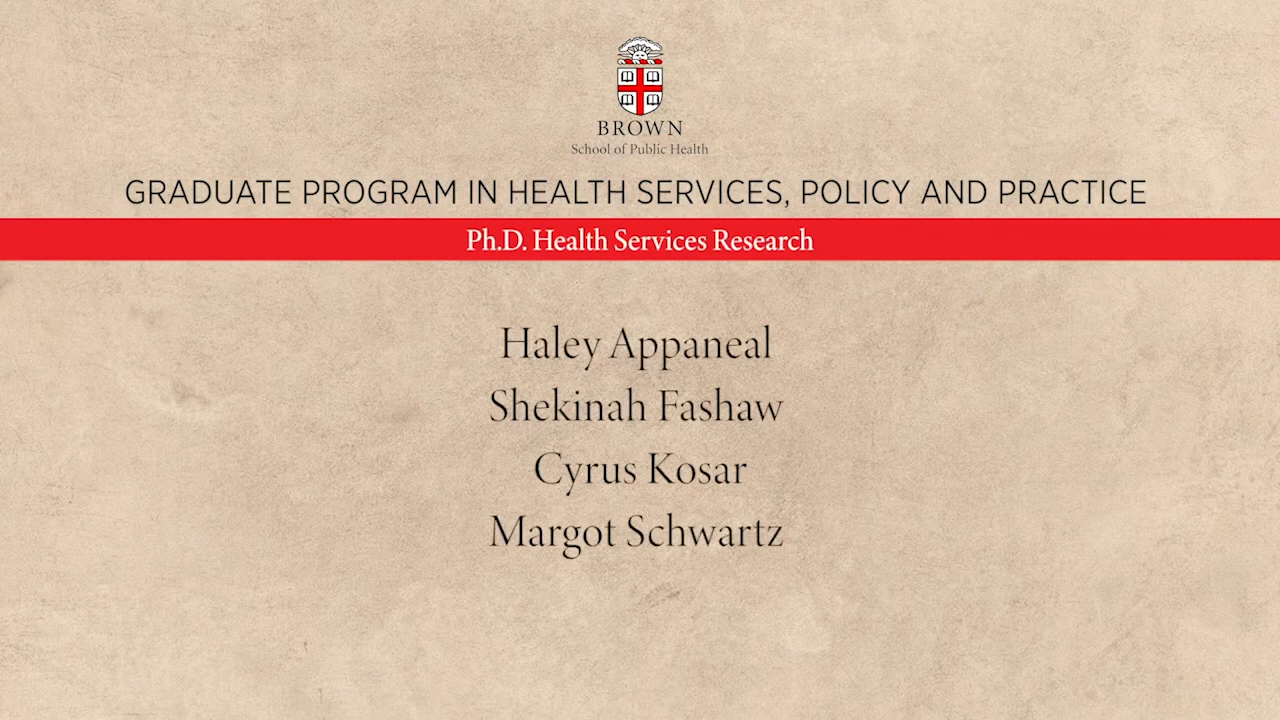 BROWN
School of Public Health
GRADUATE PROGRAM IN HEALTH SERVICES, POLICY AND PRACTICE
Ph.D. Health Services Research
Haley Appaneal
Shekinah Fashaw
Cyrus Kosar
Margot Schwartz